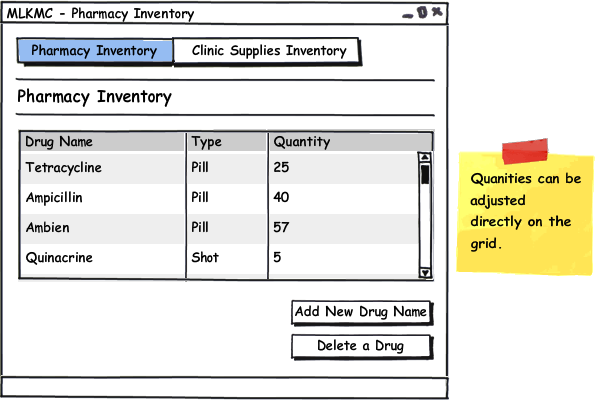 MLKMC - Pharmacy Inventory
Pharmacy Inventory Clinic Supplies Inventory
Pharmacy Inventory
Drug Name Type Quantity
Tetracycline Pill 25
Ampicillin Pill 40
Ambien Pill 57
Quinacrine Shot 5
Add New Drug Name
Delete a Drug
Quanities can be
adjusted
directly on the
grid.